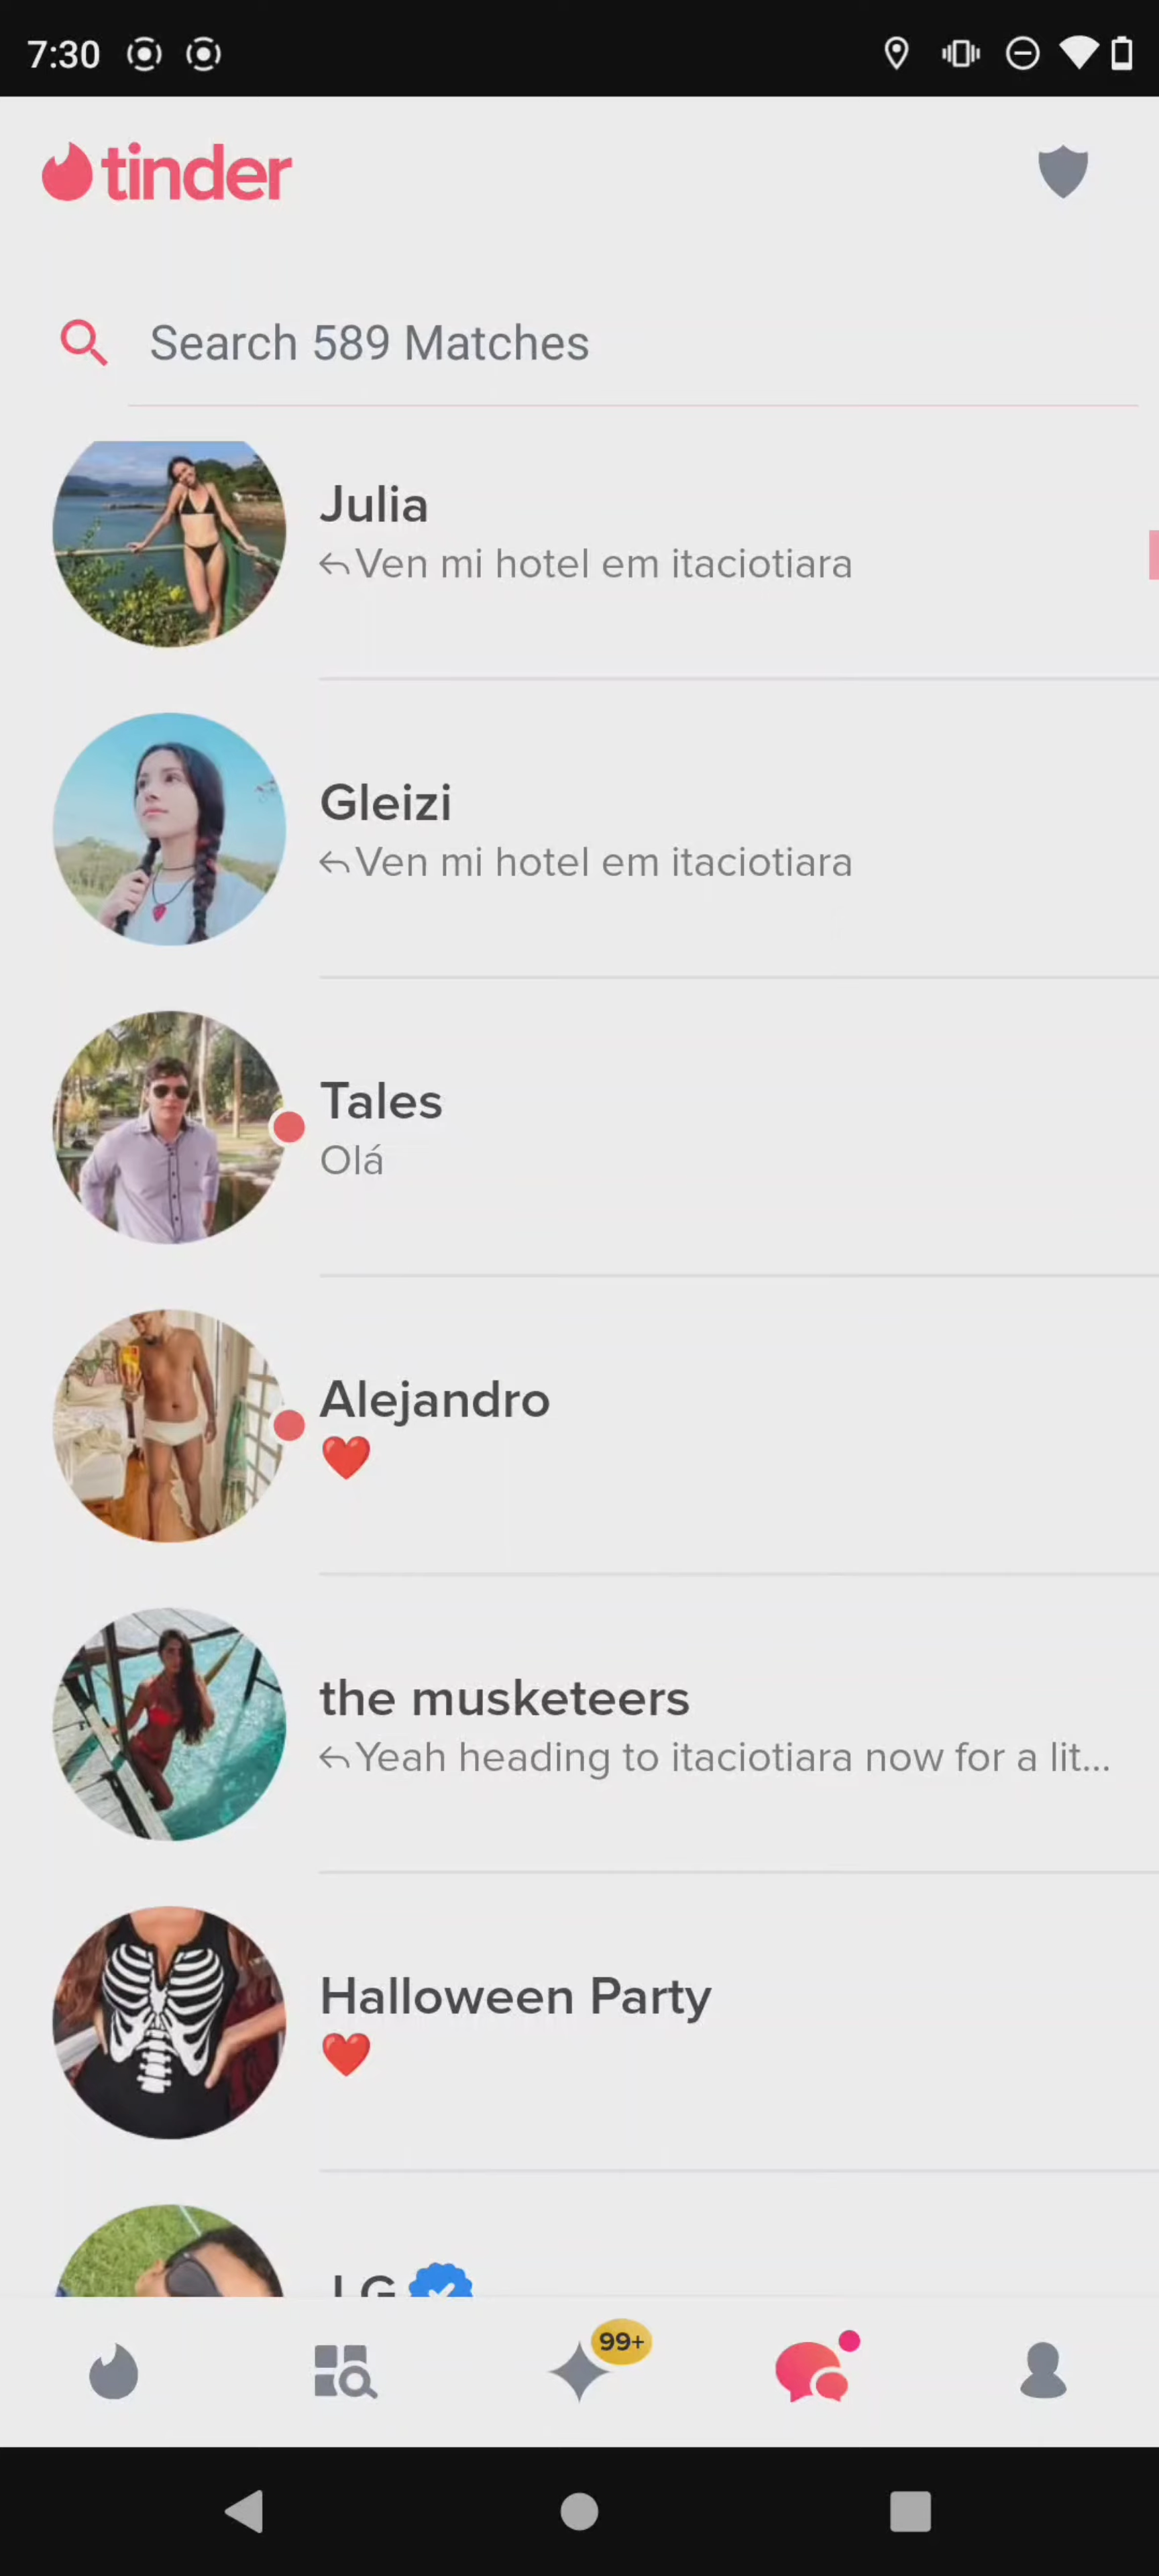 7:30
tinder
Search 589 Matches
Julia
Ven mi hotel em itaciotiara
Gleizi
Ven mi hotel em itaciotiara
Tales
Olá
Alejandro
the musketeers
Yeah heading to itaciotiara now for a lit...
Halloween Party
99+